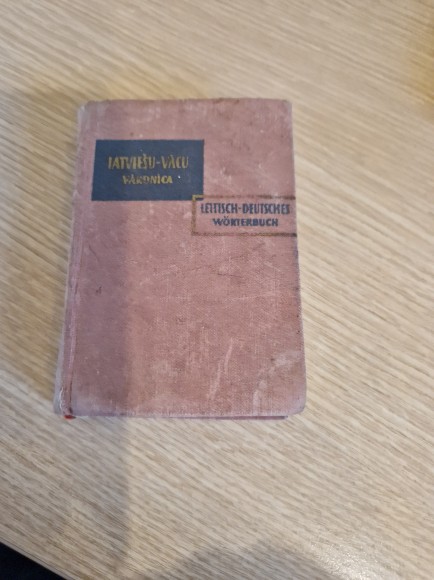 LATVIEŠU-VĀCU
VĀRDNĪCA
LETTISCH-DEUTSCHES
WÖRTERBUCH